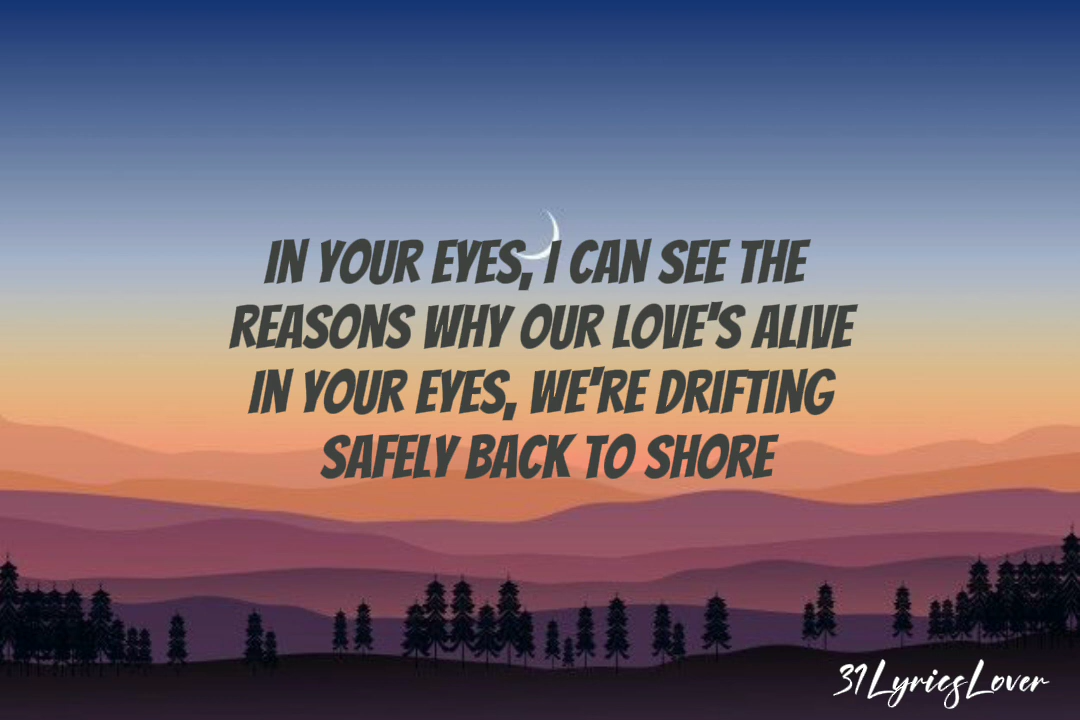 IN YOUR EYES, I CAN SEE THE
REASONS WHY OUR LOVE'S ALIVE
IN YOUR EYES, WE'RE DRIFTING
SAFELY BACK TO SHORE
31LyricsLover